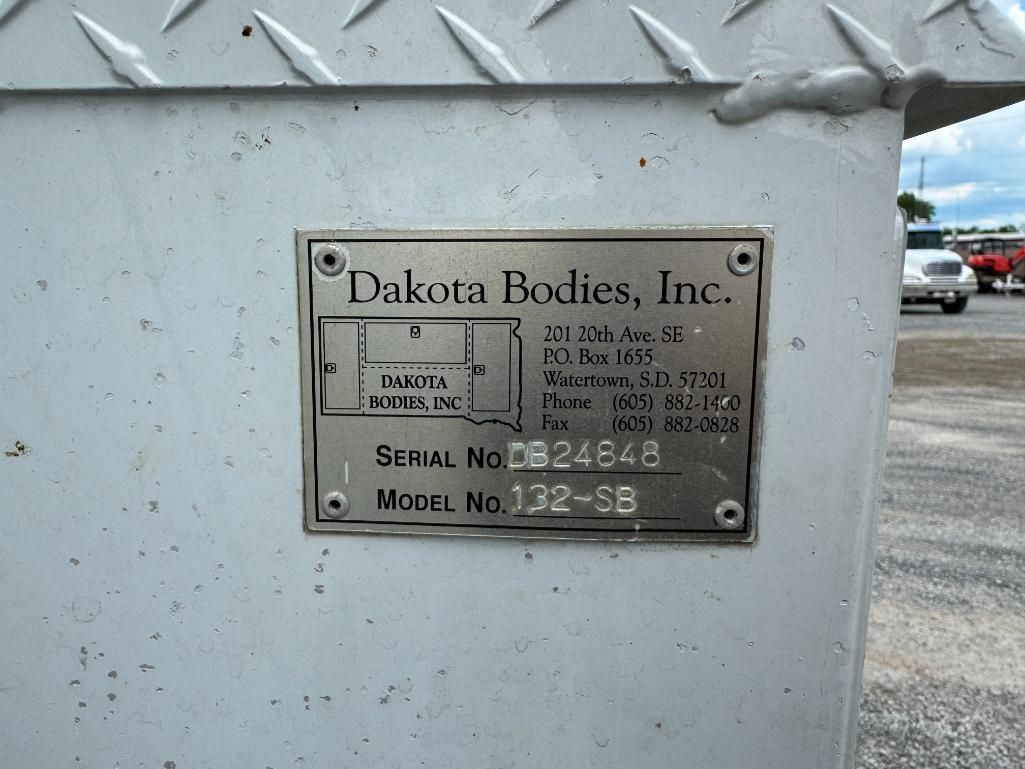 Dakota Bodies, Inc.
DAKOTA
BODIES, INC
201 20th Ave. SE
P.O. Box 1655
Watertown, S.D. 57201
Phone (605) 882-1400
Fax (605) 882-0828
SERIAL NO. DB24848
MODEL NO. 132-SB